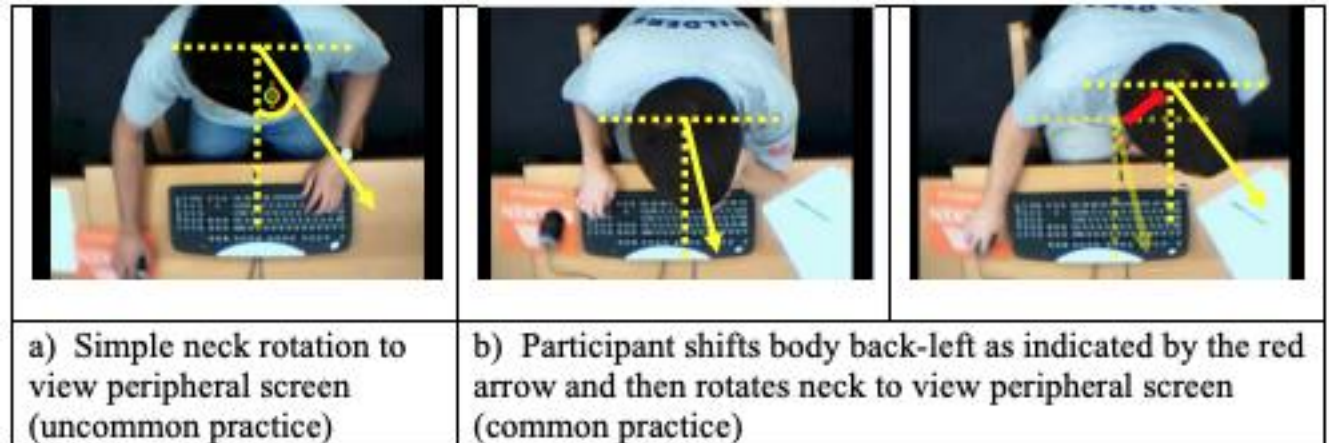 Φ
a) Simple neck rotation to
view peripheral screen
(uncommon practice)
b) Participant shifts body back-left as indicated by the red
arrow and then rotates neck to view peripheral screen
(common practice)